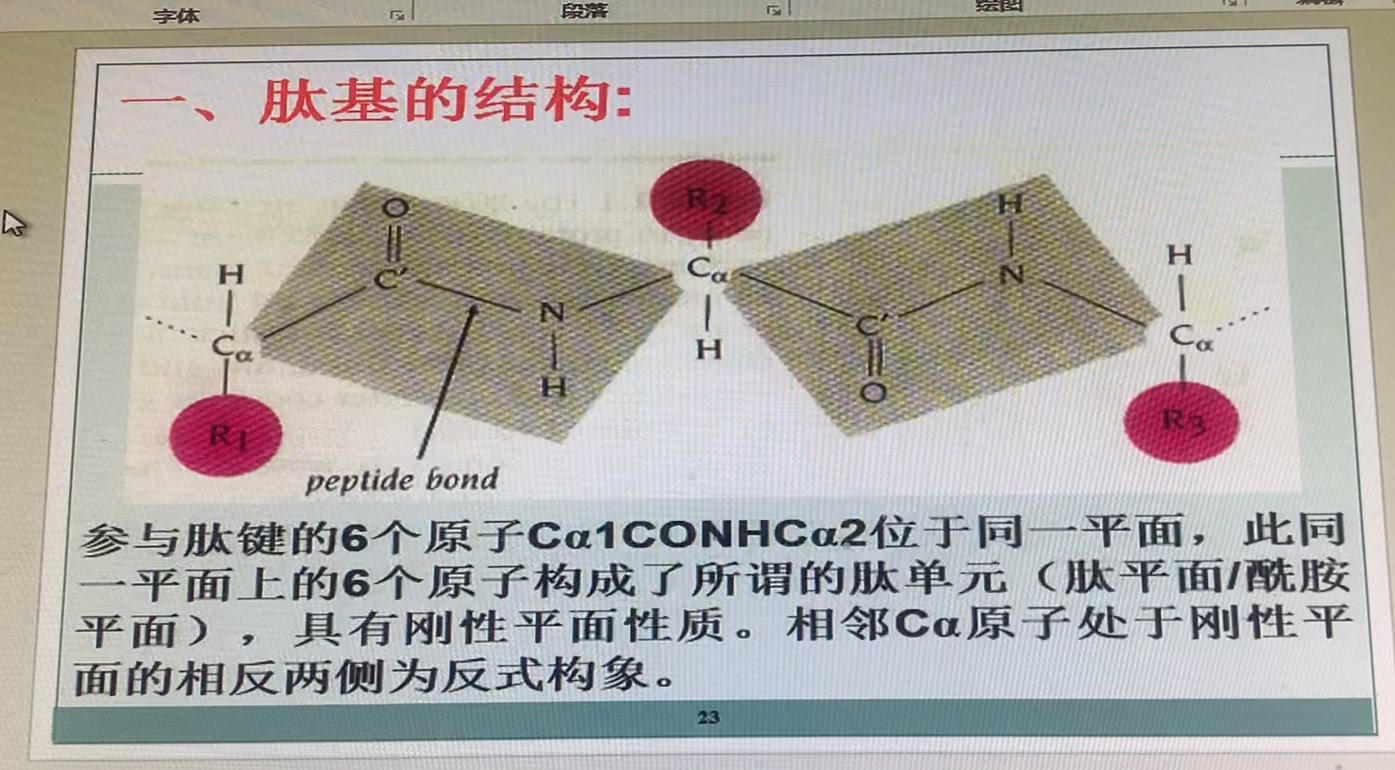 字体
段落
绘图
一、肽基的结构:
O
R2
H
H
C'
Cα
N
H
N
C'
Cα
H
Cα
H
O
R1
R3
peptide bond
参与肽键的6个原子Cα1CONHCα2位于同一平面，此同
一平面上的6个原子构成了所谓的肽单元（肽平面/酰胺
平面），具有刚性平面性质。相邻Cα原子处于刚性平
面的相反两侧为反式构象。
23